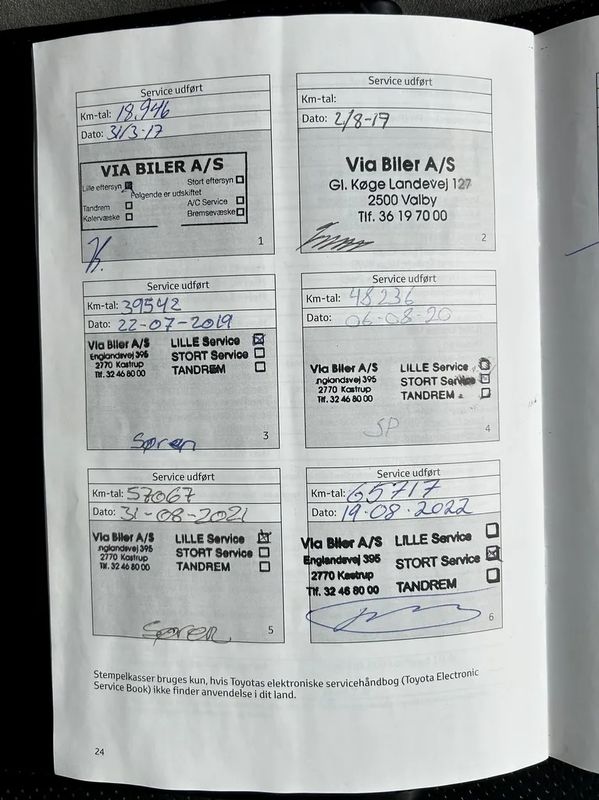 Service udført
Km-tal: 18.946
Dato: 31/3-17
VIA BILER A/S
Lille eftersyn
Stort eftersyn
Følgende er udskiftet
Tandrem
A/C Service
Kølervæske
Bremsevæske
1
Service udført
Km-tal:
Dato: 2/8-17
Via Biler A/S
Gl. Køge Landevej 127
2500 Valby
Tlf. 36 19 70 00
2
Service udført
Km-tal: 39542
Dato: 22-07-2019
Via Biler A/S LILLE Service
Englandsvej 395 STORT Service
2770 Kastrup TANDREM
Tlf. 32 46 80 00
Søren
3
Service udført
Km-tal: 48236
Dato: 06-08-20
Via Biler A/S LILLE Service
nglandsvej 395 STORT Service
2770 Kastrup TANDREM
Tlf. 32 46 80 00
SP
4
Service udført
Km-tal: 57067
Dato: 31-08-2021
Via Biler A/S LILLE Service
nglandsvej 395 STORT Service
2770 Kastrup TANDREM
Tlf. 32 46 80 00
Søren
5
Service udført
Km-tal: 65717
Dato: 19.08.2022
Via Biler A/S LILLE Service
Englandsvej 395 STORT Service
2770 Kastrup
Tlf. 32 46 80 00 TANDREM
6
Stempelkasser bruges kun, hvis Toyotas elektroniske servicehåndbog (Toyota Electronic
Service Book) ikke finder anvendelse i dit land.
24